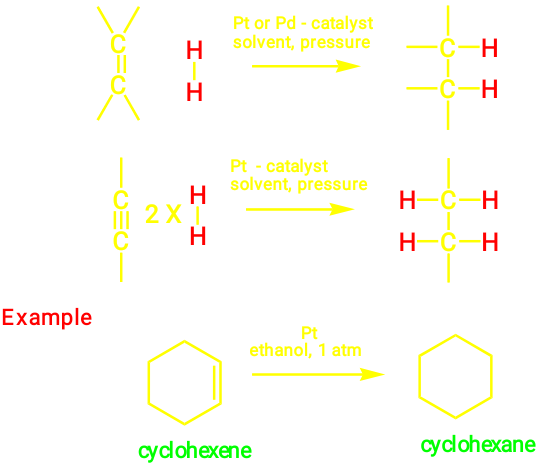 Pt or Pd - catalyst
solvent, pressure
C
C
H
H
C H
C H
Pt - catalyst
solvent, pressure
C
C
2 X
H
H
H C H
H C H
Example
Pt
ethanol, 1 atm
cyclohexene
cyclohexane